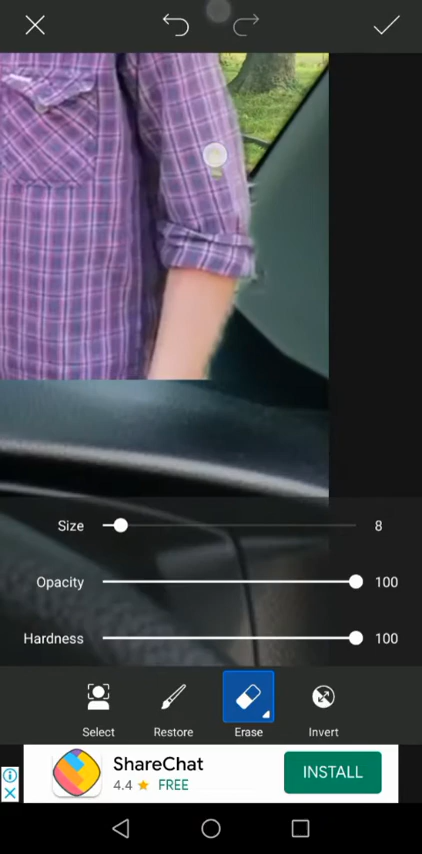 Size 8
Opacity 100
Hardness 100
Select Restore Erase Invert
ShareChat
4.4 FREE
INSTALL